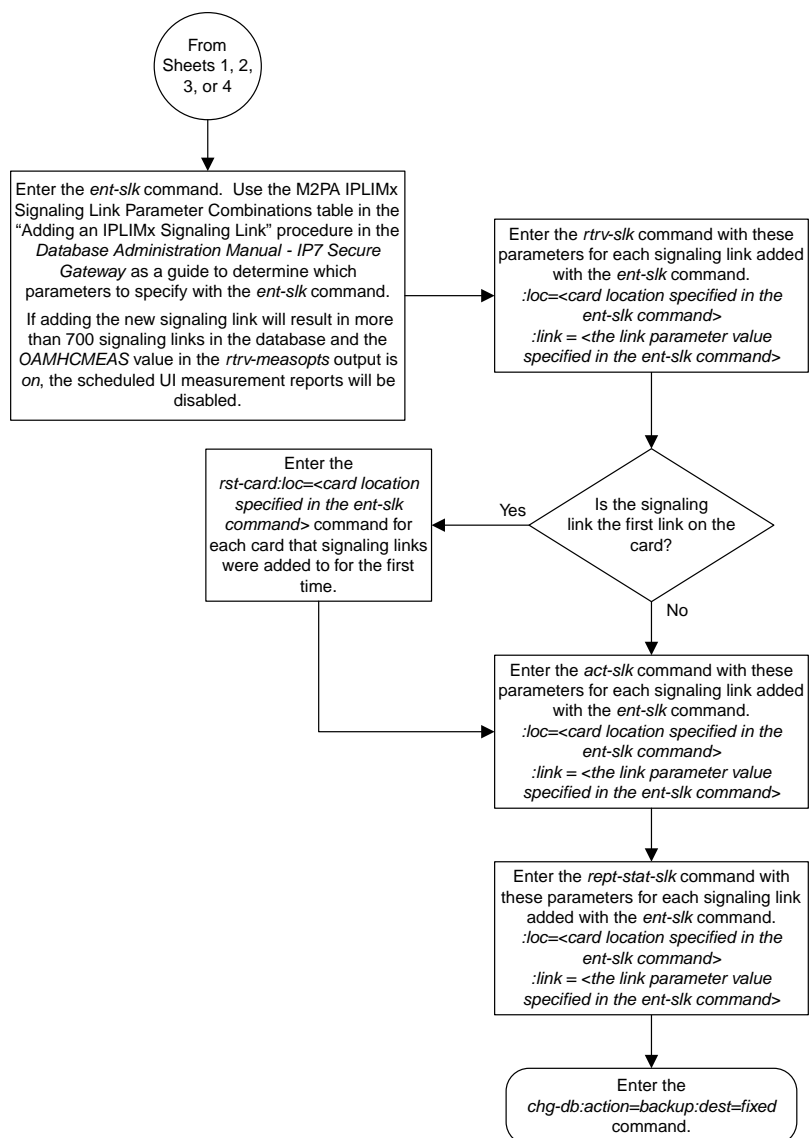 From
Sheets 1, 2,
3, or 4
Enter the ent-slk command. Use the M2PA IPLIMx
Signaling Link Parameter Combinations table in the
“Adding an IPLIMx Signaling Link” procedure in the
Database Administration Manual - IP7 Secure
Gateway as a guide to determine which
parameters to specify with the ent-slk command.
If adding the new signaling link will result in more
than 700 signaling links in the database and the
OAMHCMEAS value in the rtrv-measopts output is
on, the scheduled UI measurement reports will be
disabled.
Enter the rtrv-slk command with these
parameters for each signaling link added
with the ent-slk command.
:loc=<card location specified in the
ent-slk command>
:link = <the link parameter value
specified in the ent-slk command>
Is the signaling
link the first link on the
card?
Yes
No
Enter the
rst-card:loc=<card location
specified in the ent-slk
command> command for
each card that signaling links
were added to for the first
time.
Enter the act-slk command with these
parameters for each signaling link added
with the ent-slk command.
:loc=<card location specified in the
ent-slk command>
:link = <the link parameter value
specified in the ent-slk command>
Enter the rept-stat-slk command with
these parameters for each signaling link
added with the ent-slk command.
:loc=<card location specified in the
ent-slk command>
:link = <the link parameter value
specified in the ent-slk command>
Enter the
chg-db:action=backup:dest=fixed
command.